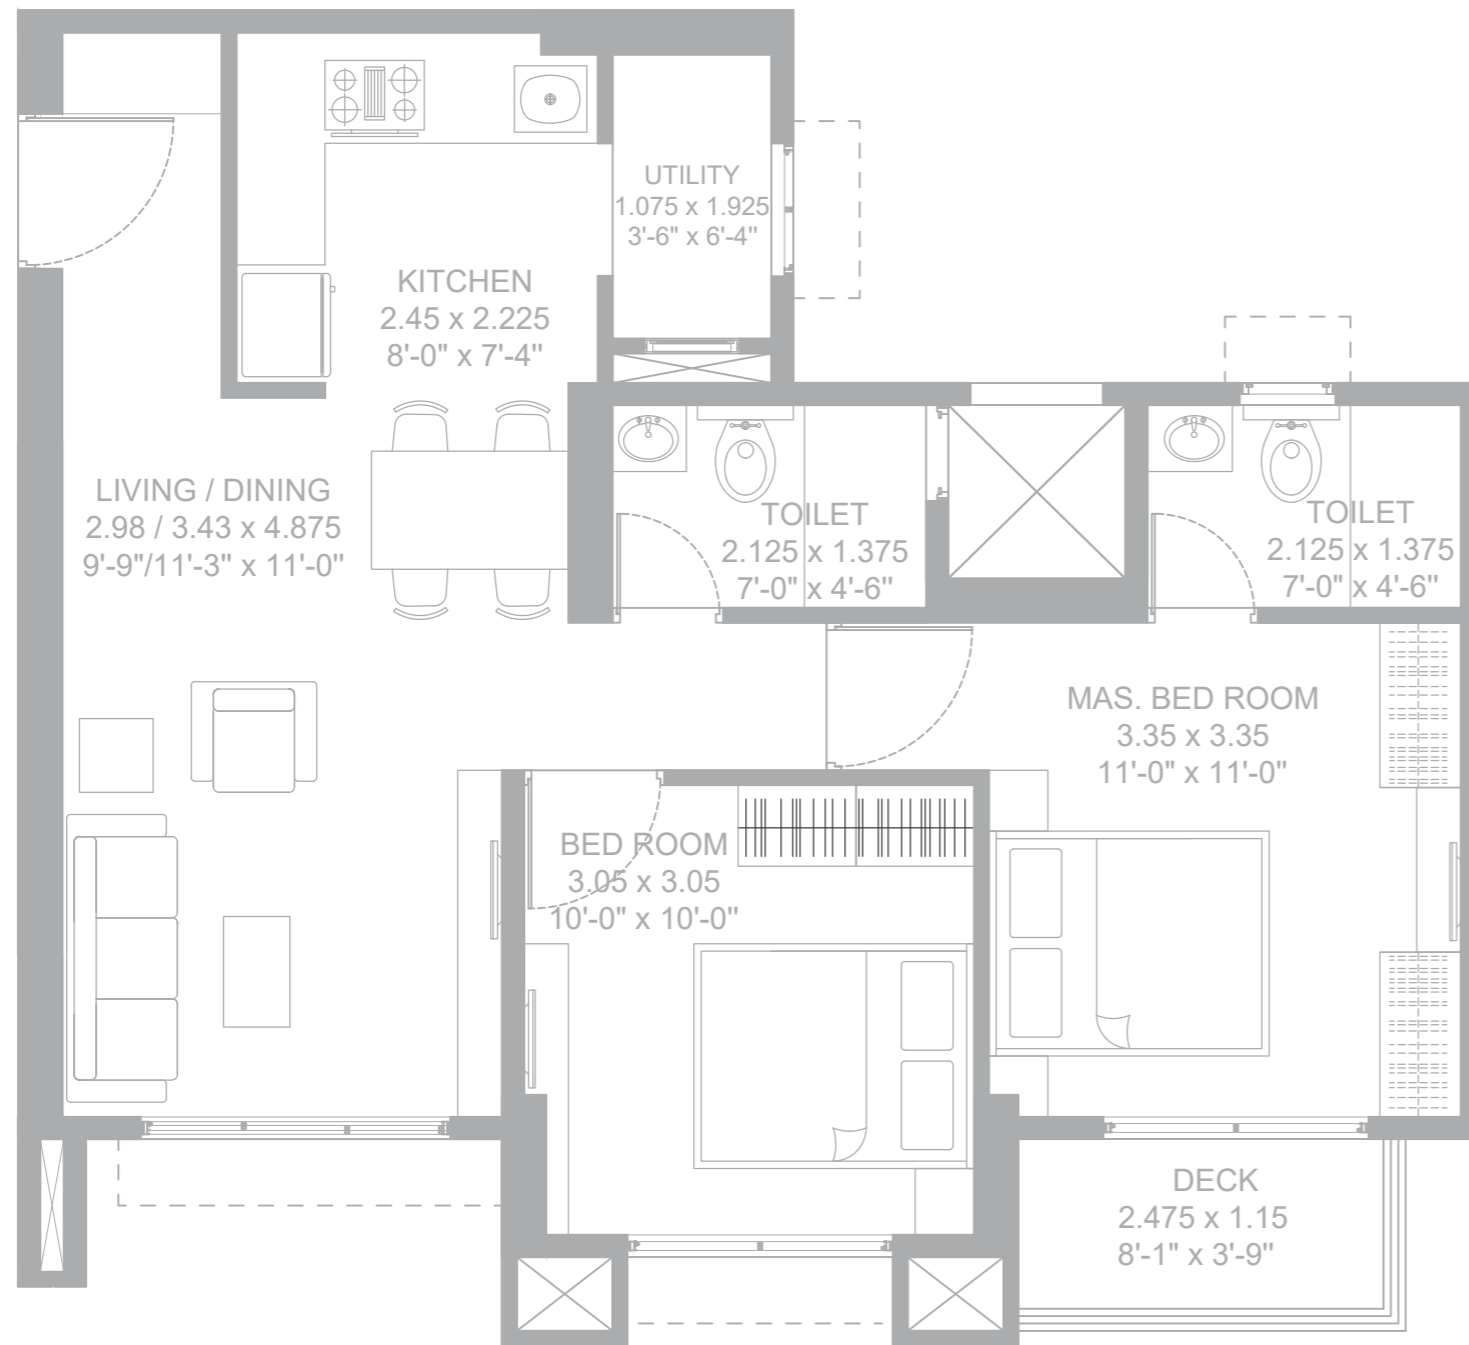 UTILITY
1.075 x 1.925
3'-6" x 6'-4"
KITCHEN
2.45 x 2.225
8'-0" x 7'-4"
LIVING / DINING
2.98 / 3.43 x 4.875
9'-9"/11'-3" x 11'-0"
TOILET
2.125 x 1.375
7'-0" x 4'-6"
TOILET
2.125 x 1.375
7'-0" x 4'-6"
MAS. BED ROOM
3.35 x 3.35
11'-0" x 11'-0"
BED ROOM
3.05 x 3.05
10'-0" x 10'-0"
DECK
2.475 x 1.15
8'-1" x 3'-9"